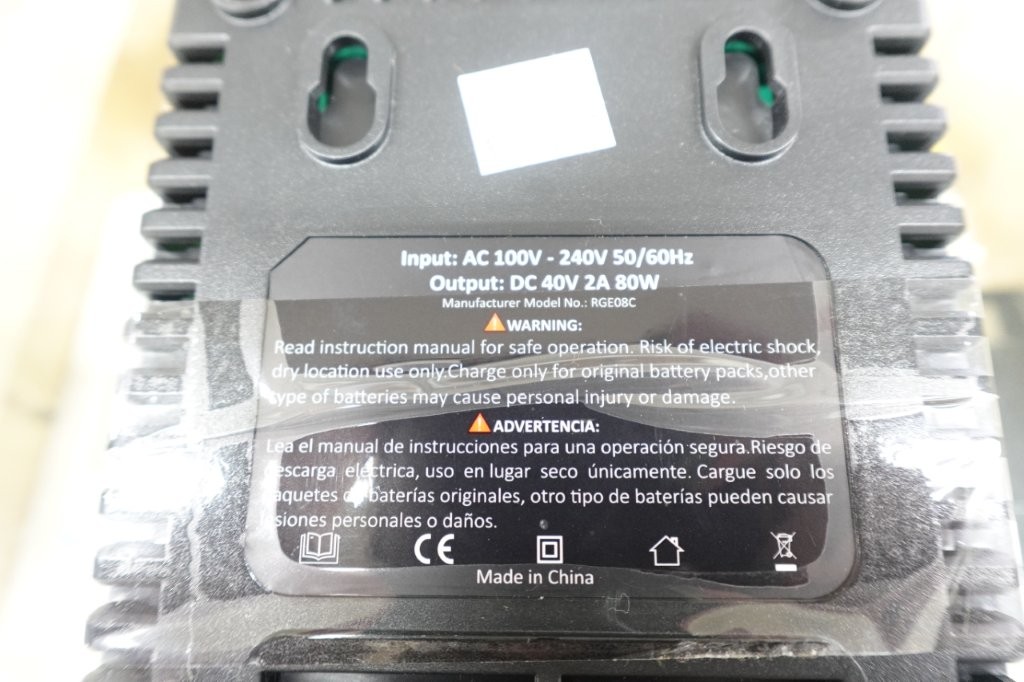 Input: AC 100V - 240V 50/60Hz
Output: DC 40V 2A 80W
Manufacturer Model No.: RGE08C
WARNING:
Read instruction manual for safe operation. Risk of electric shock,
dry location use only.Charge only for original battery packs,other
type of batteries may cause personal injury or damage.
ADVERTENCIA:
Lea el manual de instrucciones para una operación segura.Riesgo de
descarga eléctrica, uso en lugar seco únicamente. Cargue solo los
paquetes de baterías originales, otro tipo de baterías pueden causar
lesiones personales o daños.
CE
Made in China